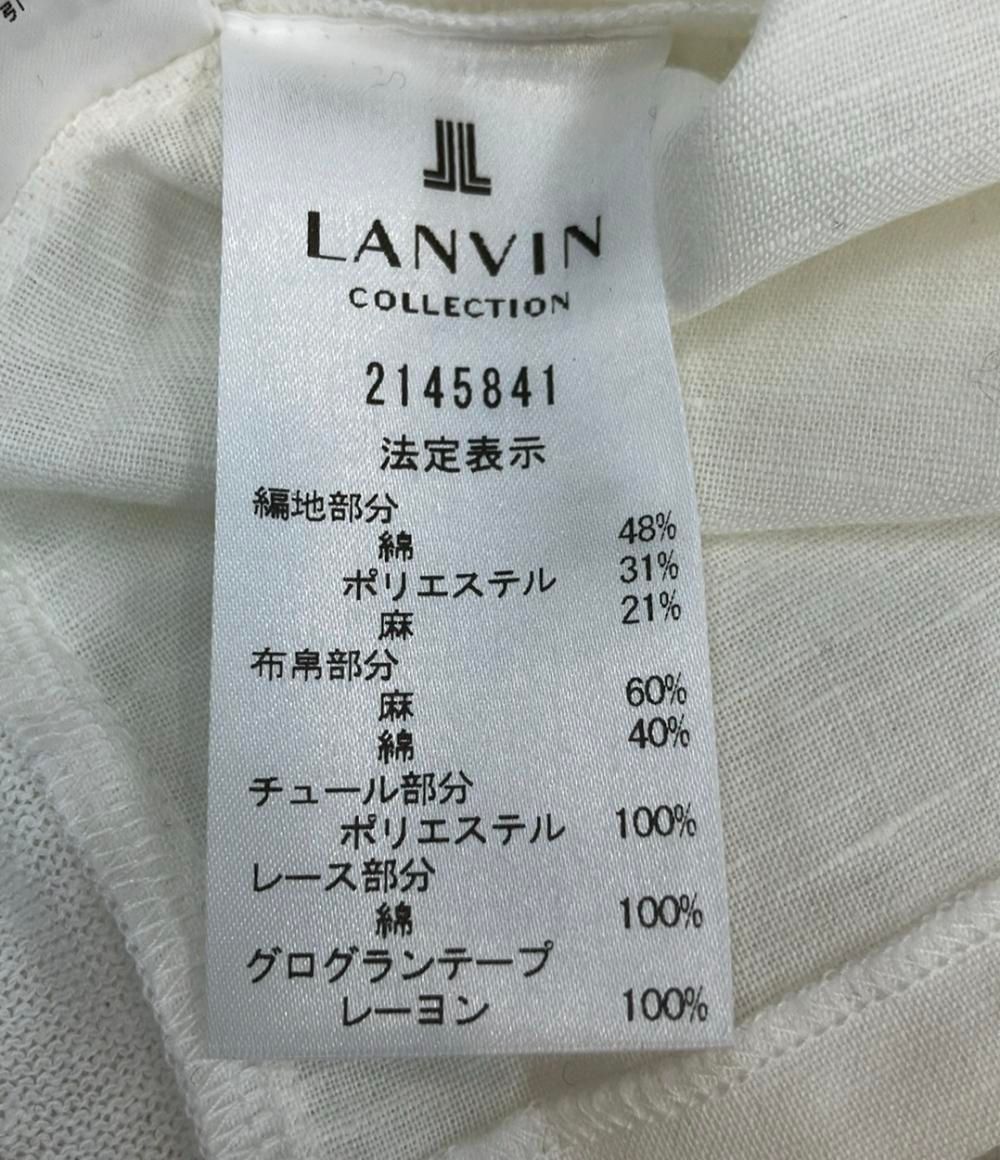 引
LANVIN
COLLECTION
2145841
法定表示
編地部分
綿 48%
ポリエステル 31%
麻 21%
布帛部分
麻 60%
綿 40%
チュール部分
ポリエステル 100%
レース部分
綿 100%
グログランテープ
レーヨン 100%